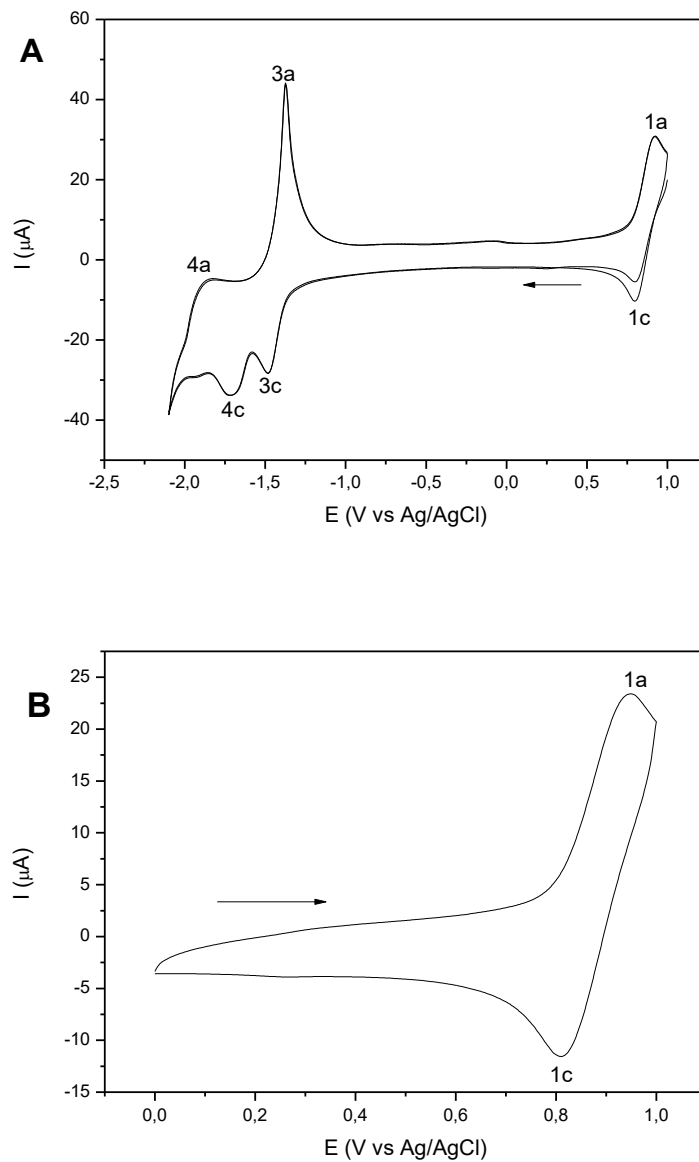 A
60
3a
40
1a
I (µA)
20
4a
0
1c
-20
4c
3c
-40
-2,5
-2,0
-1,5
-1,0
-0,5
0,0
0,5
1,0
E (V vs Ag/AgCl)
B
25
1a
20
15
I (µA)
10
5
0
-5
-10
1c
-15
0,0
0,2
0,4
0,6
0,8
1,0
E (V vs Ag/AgCl)